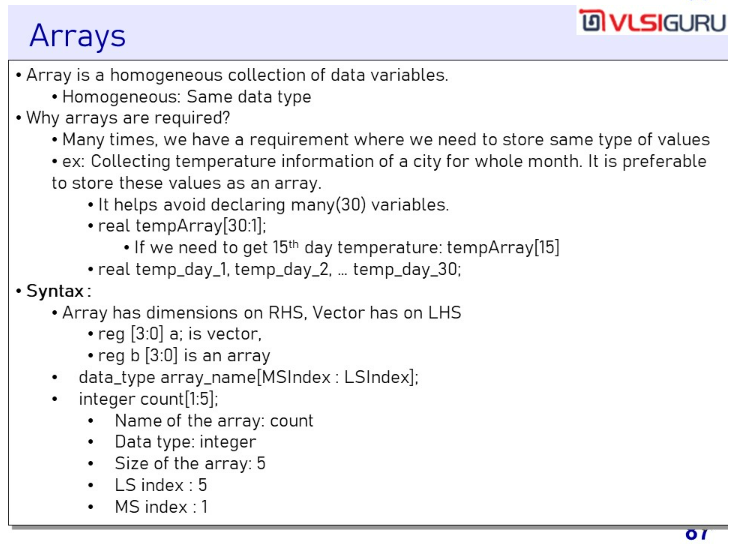 VLSIGURU
Arrays
• Array is a homogeneous collection of data variables.
• Homogeneous: Same data type
• Why arrays are required?
• Many times, we have a requirement where we need to store same type of values
• ex: Collecting temperature information of a city for whole month. It is preferable
to store these values as an array.
• It helps avoid declaring many(30) variables.
• real tempArray[30:1];
• If we need to get 15th day temperature: tempArray[15]
• real temp_day_1, temp_day_2, ... temp_day_30;
• Syntax :
• Array has dimensions on RHS, Vector has on LHS
• reg [3:0] a; is vector,
• reg b [3:0] is an array
• data_type array_name[MSIndex : LSIndex];
• integer count[1:5];
• Name of the array: count
• Data type: integer
• Size of the array: 5
• LS index : 5
• MS index : 1
87